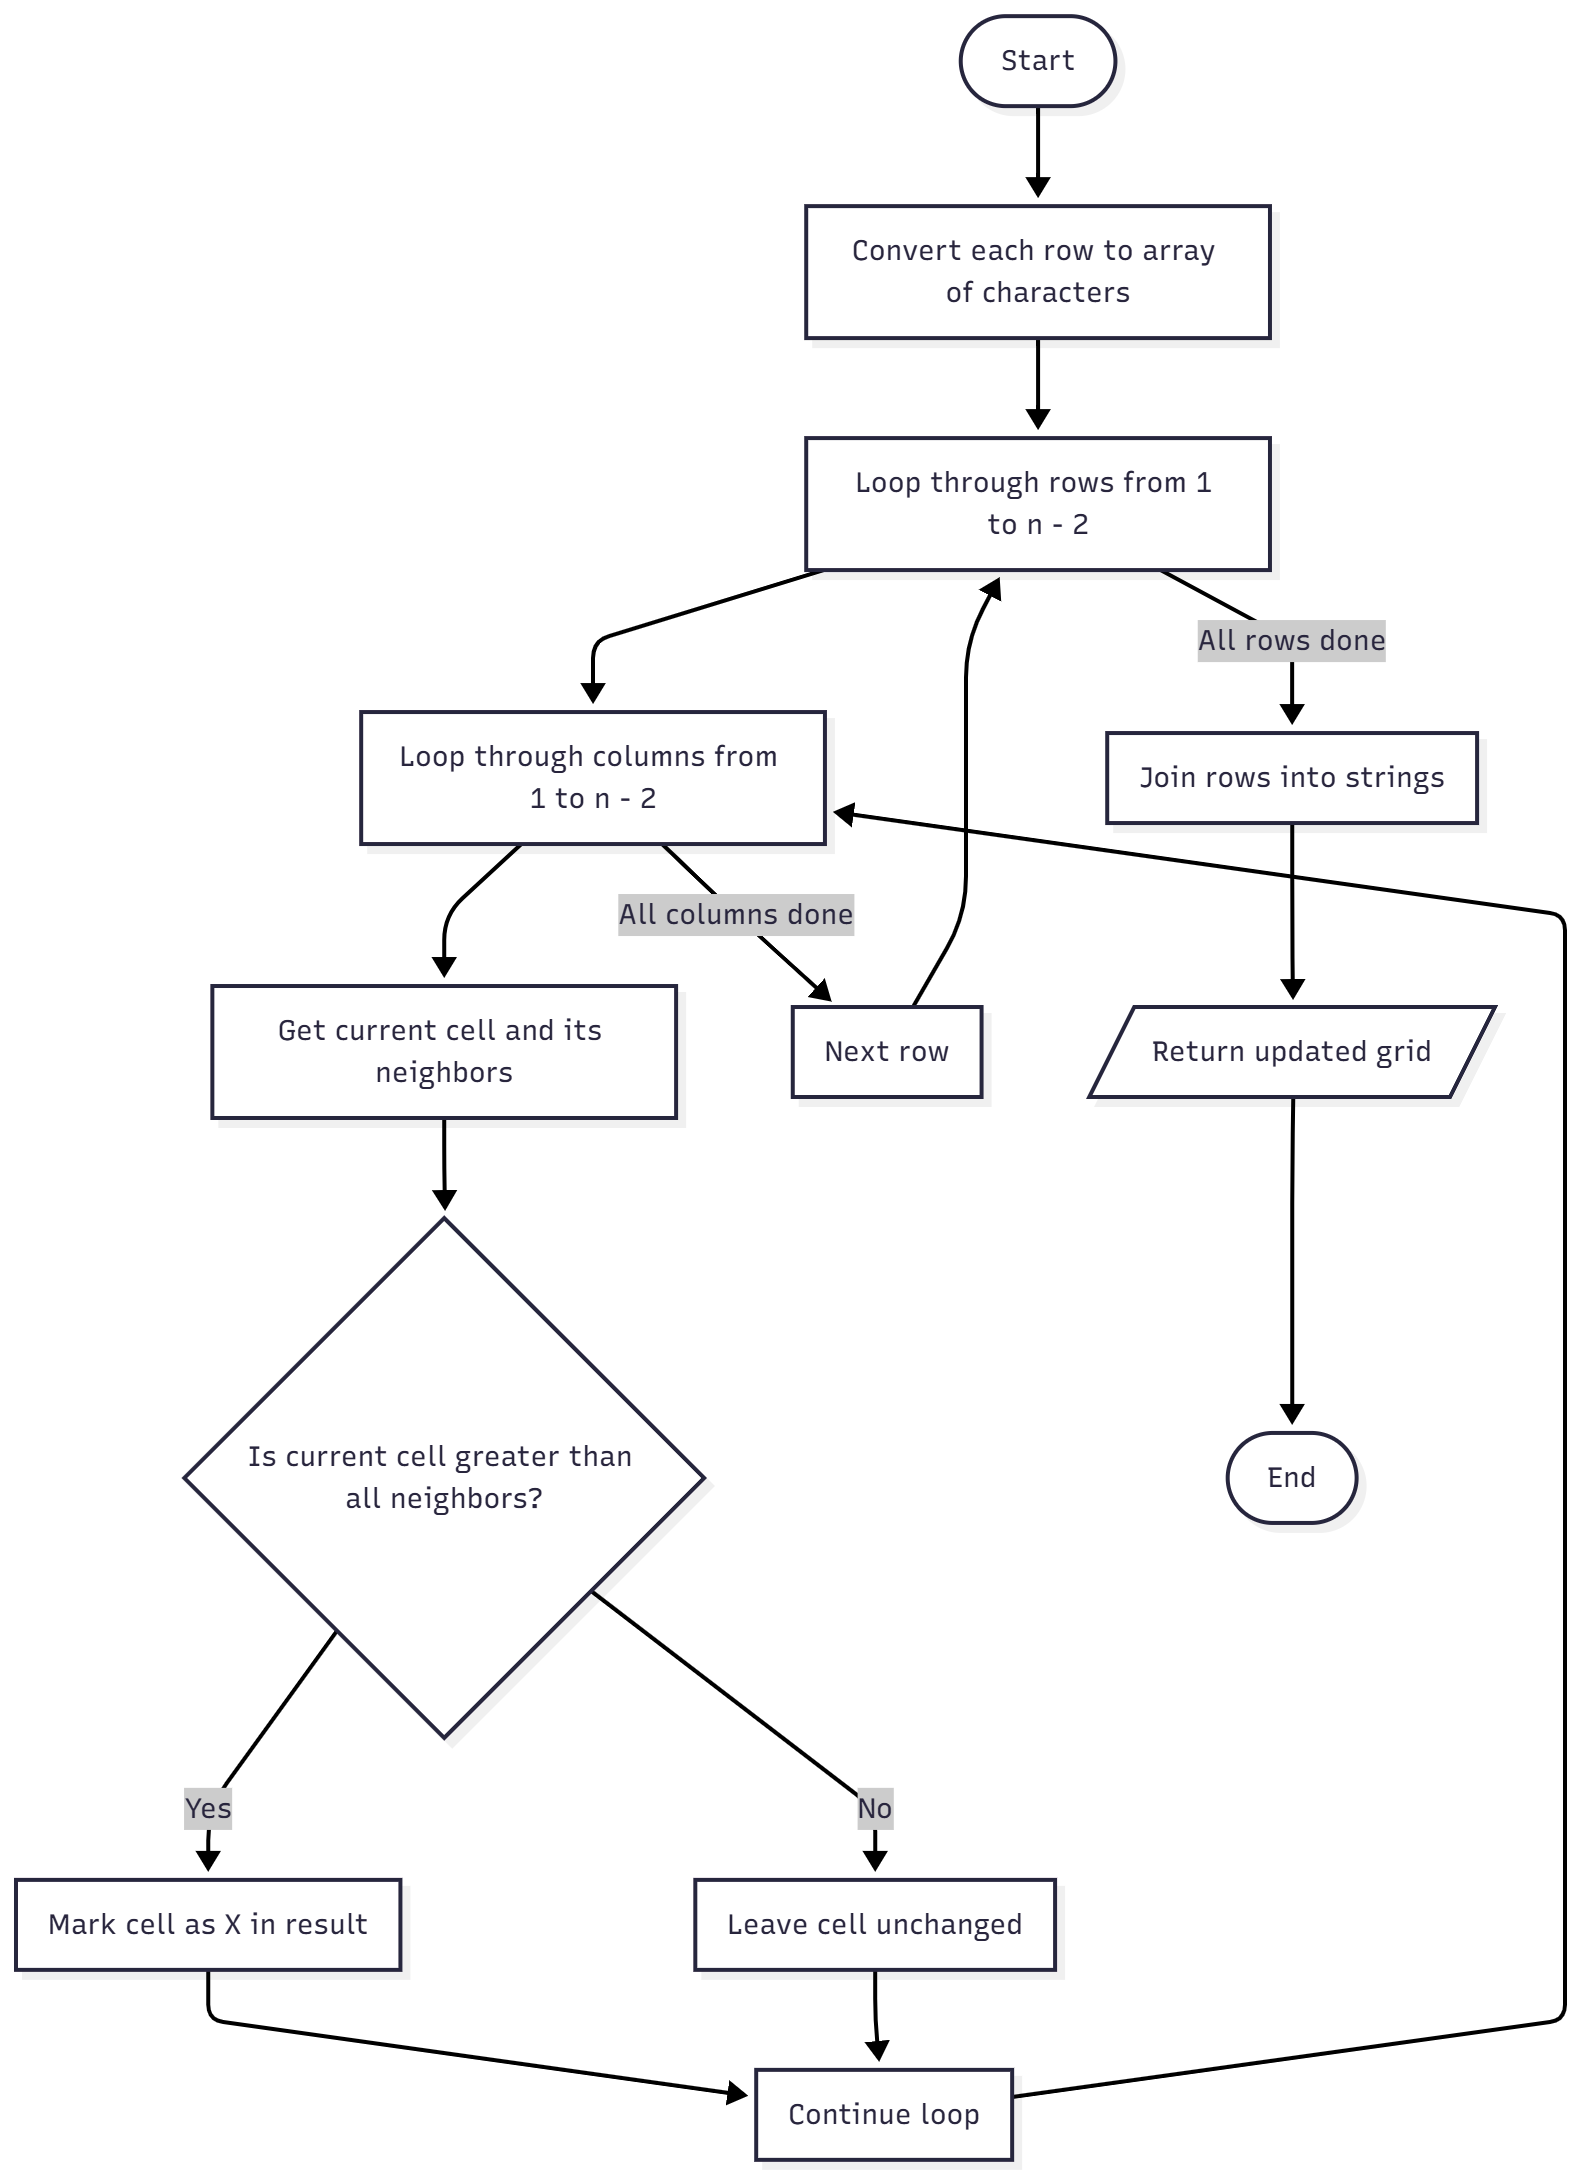 Start
Convert each row to array
of characters
Loop through rows from 1
to n - 2
All rows done
Loop through columns from
1 to n - 2
Join rows into strings
All columns done
Get current cell and its
neighbors
Next row
Return updated grid
Is current cell greater than
all neighbors?
End
Yes
No
Mark cell as X in result
Leave cell unchanged
Continue loop